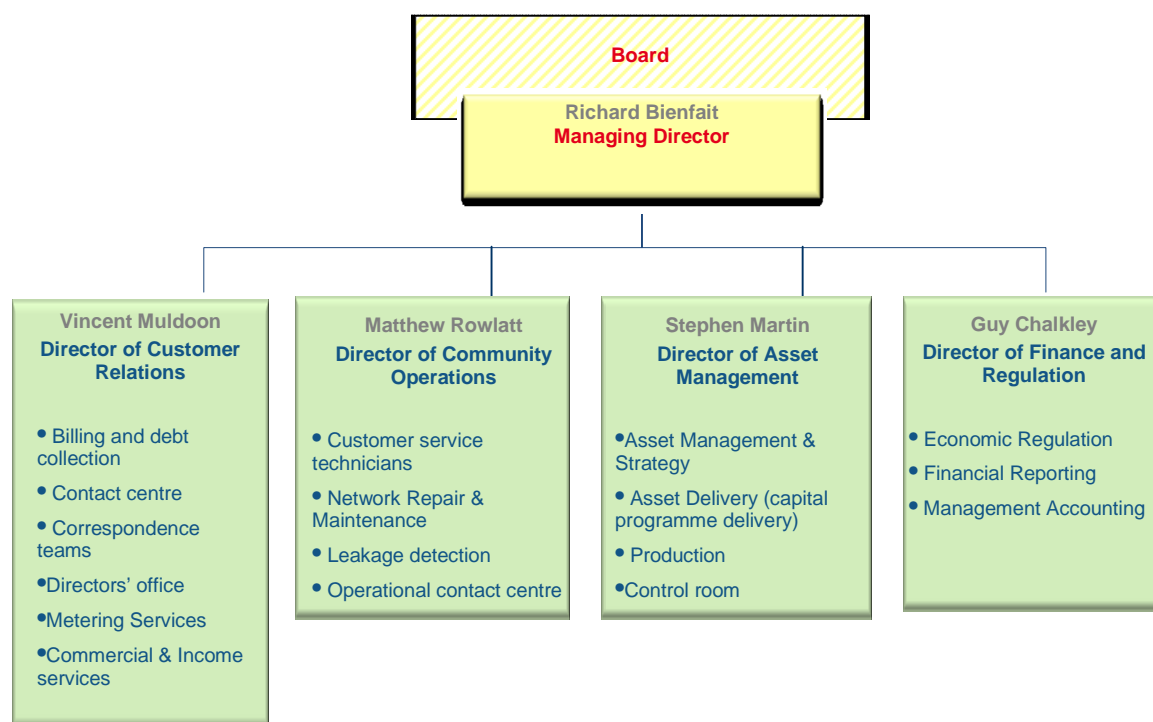 Board
Richard Bienfait
Managing Director
Vincent Muldoon
Director of Customer
Relations
• Billing and debt
collection
• Contact centre
• Correspondence
teams
•Directors’ office
•Metering Services
•Commercial & Income
services
Matthew Rowlatt
Director of Community
Operations
• Customer service
technicians
• Network Repair &
Maintenance
• Leakage detection
• Operational contact centre
Stephen Martin
Director of Asset
Management
•Asset Management &
Strategy
• Asset Delivery (capital
programme delivery)
• Production
•Control room
Guy Chalkley
Director of Finance and
Regulation
• Economic Regulation
• Financial Reporting
• Management Accounting